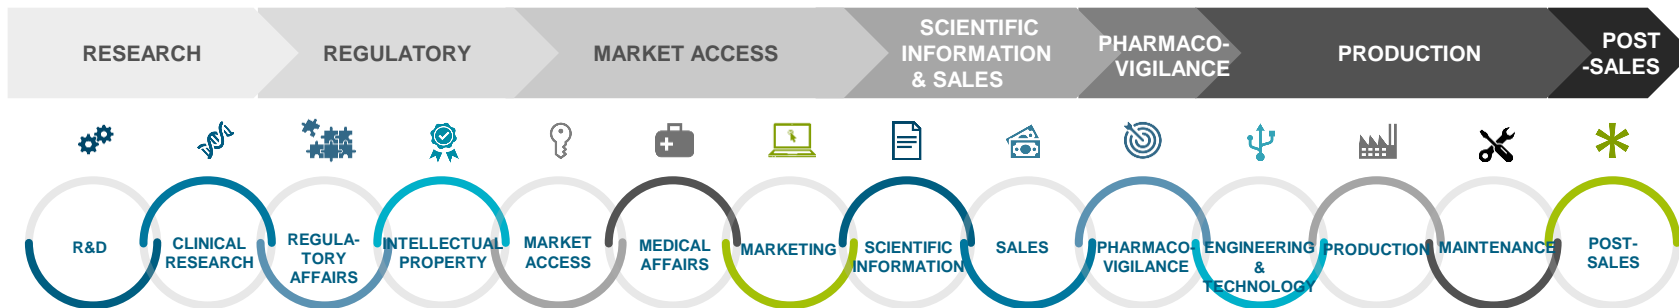 RESEARCH
REGULATORY
MARKET ACCESS
SCIENTIFIC
INFORMATION
& SALES
PHARMACO-
VIGILANCE
PRODUCTION
POST
-SALES
R&D
CLINICAL
RESEARCH
REGULA-
TORY
AFFAIRS
INTELLECTUAL
PROPERTY
MARKET
ACCESS
MEDICAL
AFFAIRS
MARKETING
SCIENTIFIC
INFORMATION
SALES
PHARMACO-
VIGILANCE
ENGINEERING
&
TECHNOLOGY
PRODUCTION
MAINTENANCE
POST-
SALES